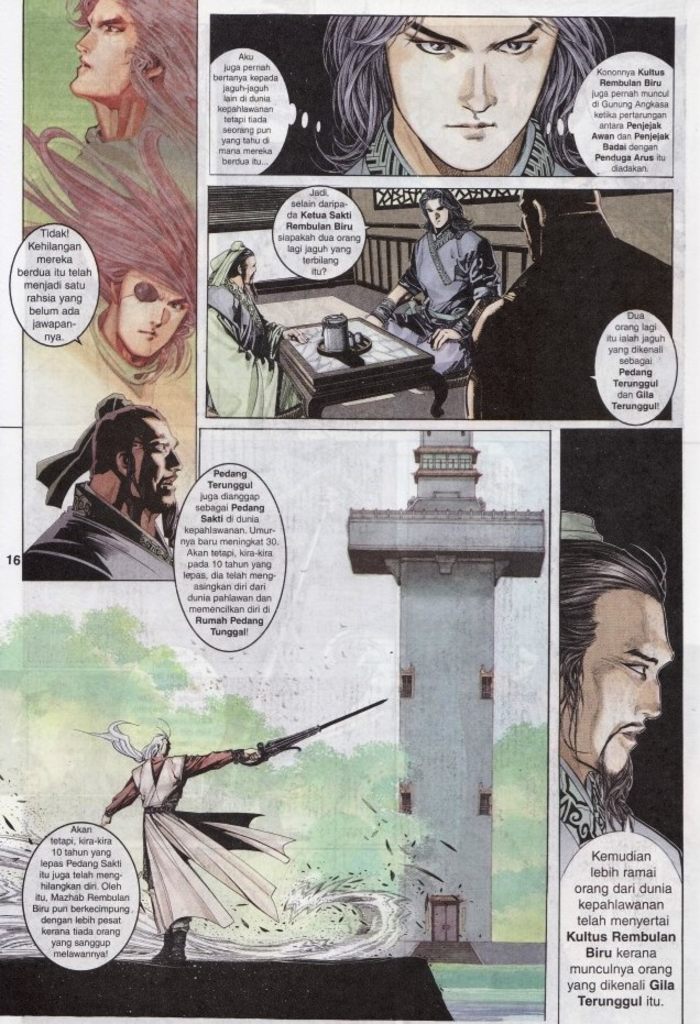 Tidak!
Kehilangan
mereka
berdua itu telah
menjadi satu
rahsia yang
belum ada
jawapan-
nya.
Aku
juga pernah
bertanya kepada
jaguh-jaguh
lain di dunia
kepahlawanan
tetapi tiada
seorang pun
yang tahu di
mana mereka
berdua itu...
Kononnya Kultus
Rembulan Biru
juga pernah muncul
di Gunung Angkasa
ketika pertarungan
antara Penjejak
Awan dan Penjejak
Badai dengan
Penduga Arus itu
diadakah.
Jadi,
selain daripa-
da Ketua Sakti
Rembulan Biru
siapakah dua orang
lagi jaguh yang
terbilang
itu?
Dua
orang lagi
itu ialah jaguh
yang dikenali
sebagai
Pedang
Terunggul
dan Gila
Terunggul!
Pedang
Terunggul
juga dianggap
sebagai Pedang
Sakti di dunia
kepahlawanan. Umur-
nya baru meningkat 30.
Akan tetapi, kira-kira
10 tahun yang
lepas, dia telah meng-
asingkan diri dari
dunia pahlawan dan
memencilkan diri di
Rumah Pedang
Tunggal!
16
Akan
tetapi, kira-kira
10 tahun yang
lepas Pedang Sakti
itu juga telah meng-
hilangkan diri. Oleh
itu, Mazhab Rembulan
Biru pun berkecimpung
dengan lebih pesat
kerana tiada orang
yang sanggup
melawannya!
Kemudian
lebih ramai
orang dari dunia
kepahlawanan
telah menyertai
Kultus Rembulan
Biru kerana
munculnya orang
yang dikenali Gila
Terunggul itu.